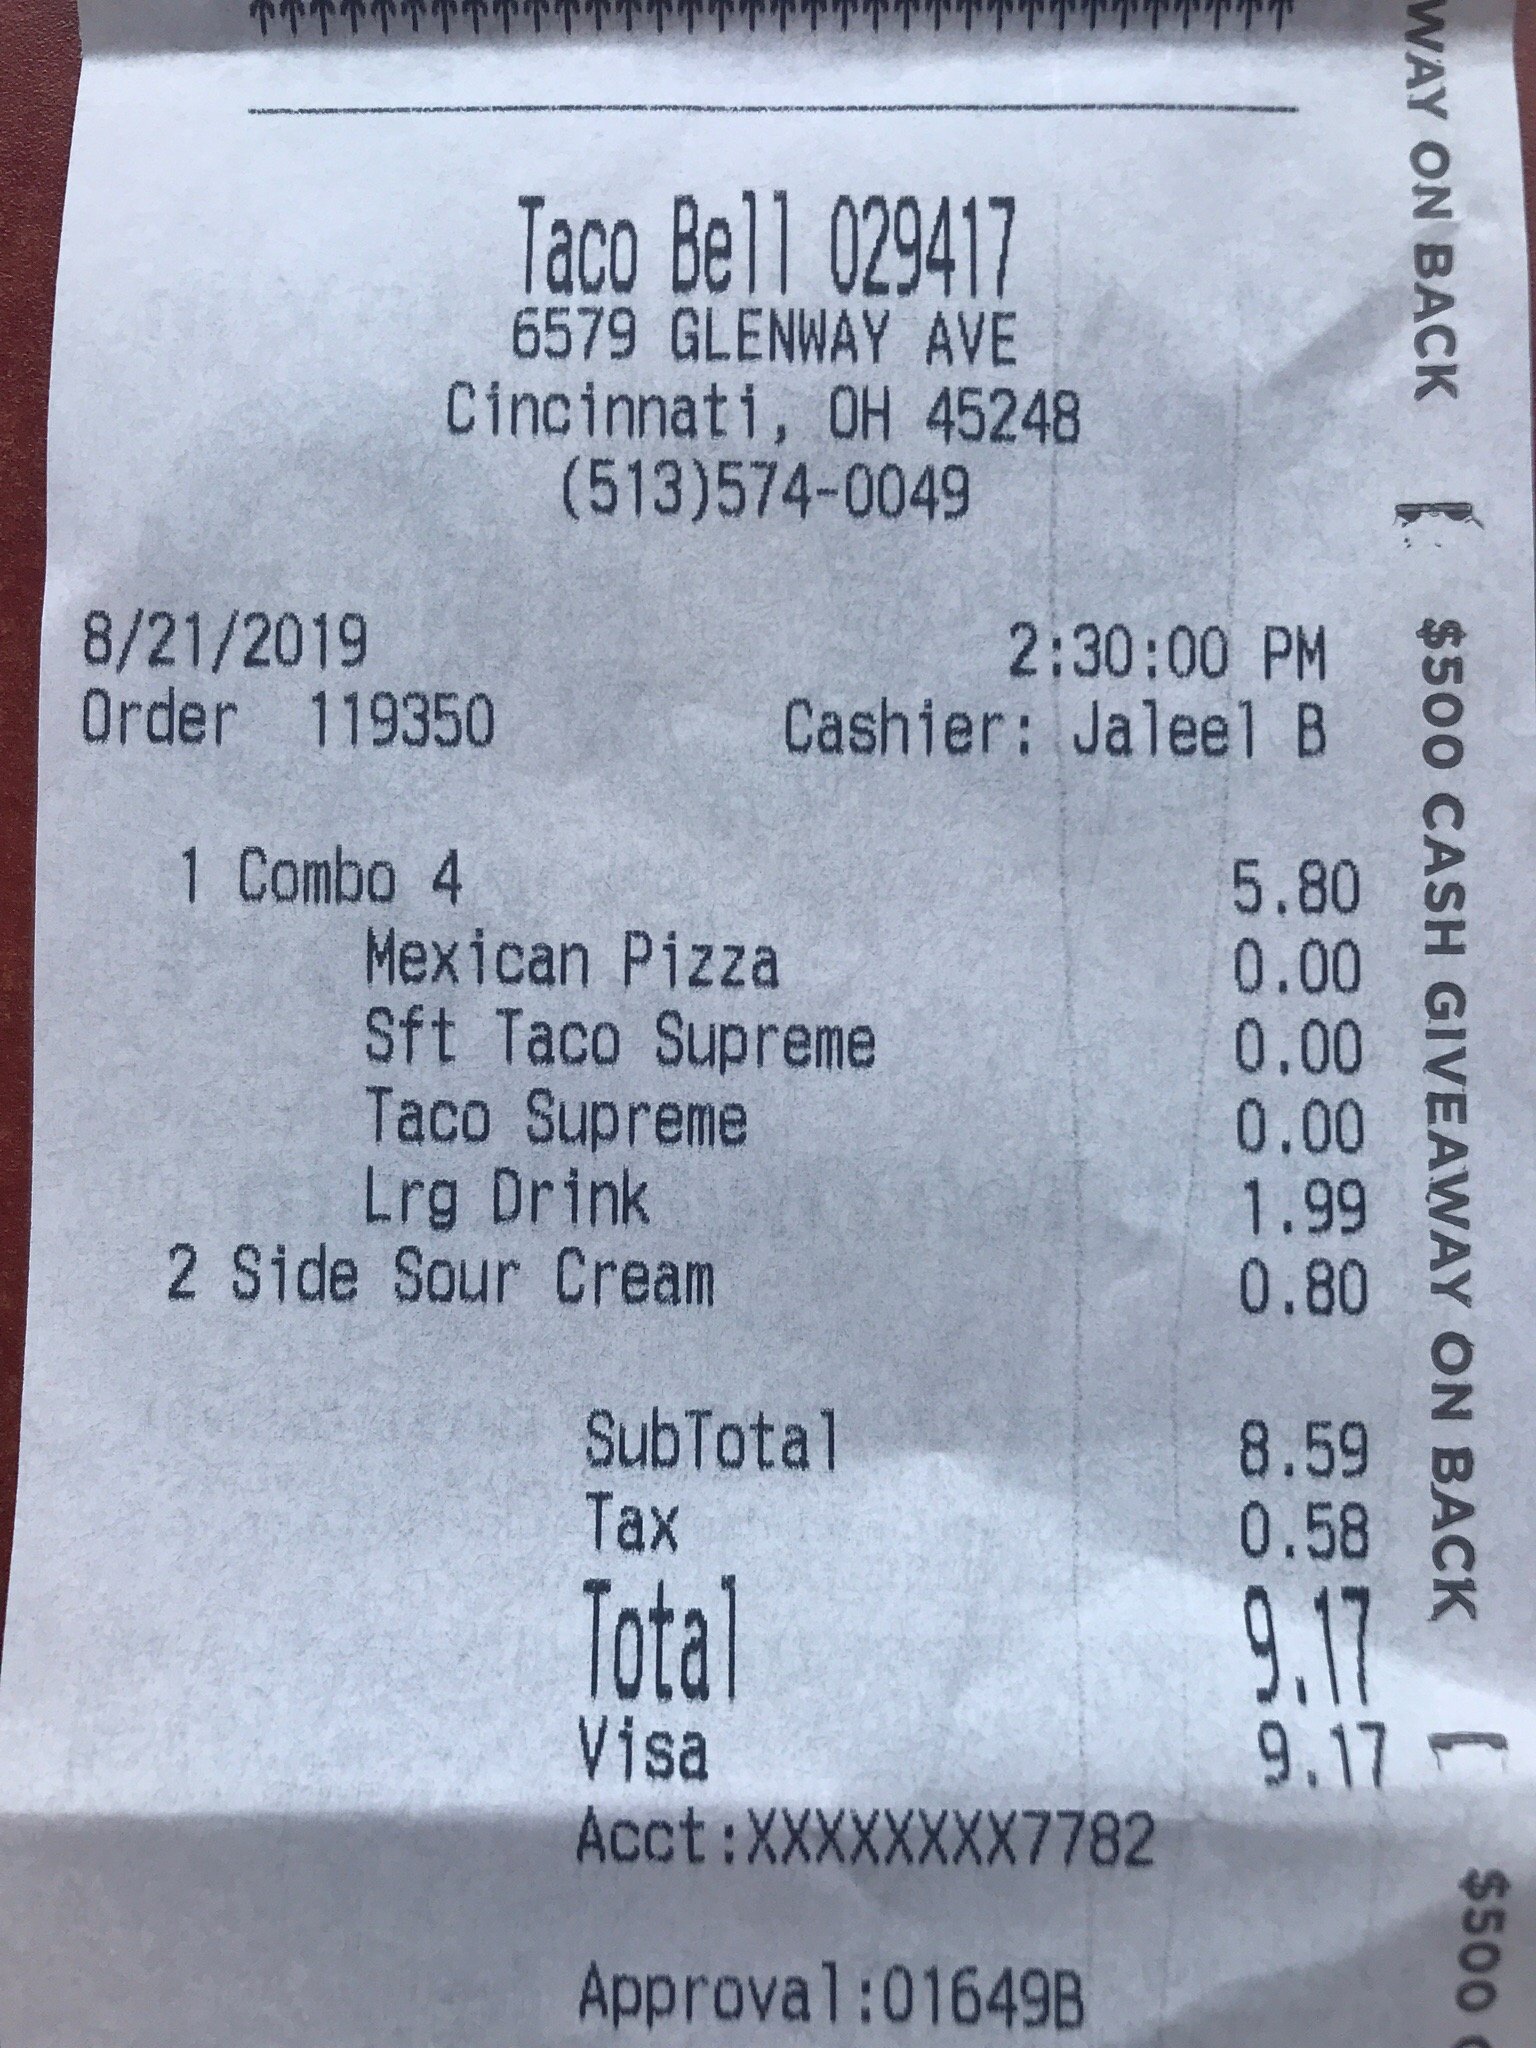 Taco Bell 029417
6579 GLENWAY AVE
Cincinnati, OH 45248
(513)574-0049
8/21/2019 2:30:00 PM
Order 119350 Cashier: Jaleel B
1 Combo 4 5.80
Mexican Pizza 0.00
Sft Taco Supreme 0.00
Taco Supreme 0.00
Lrg Drink 1.99
2 Side Sour Cream 0.80
SubTotal 8.59
Tax 0.58
Total 9.17
Visa 9.17
Acct:XXXXXXXX7782
Approval:01649B
WAY ON BACK
$500 CASH GIVEAWAY ON BACK
$500